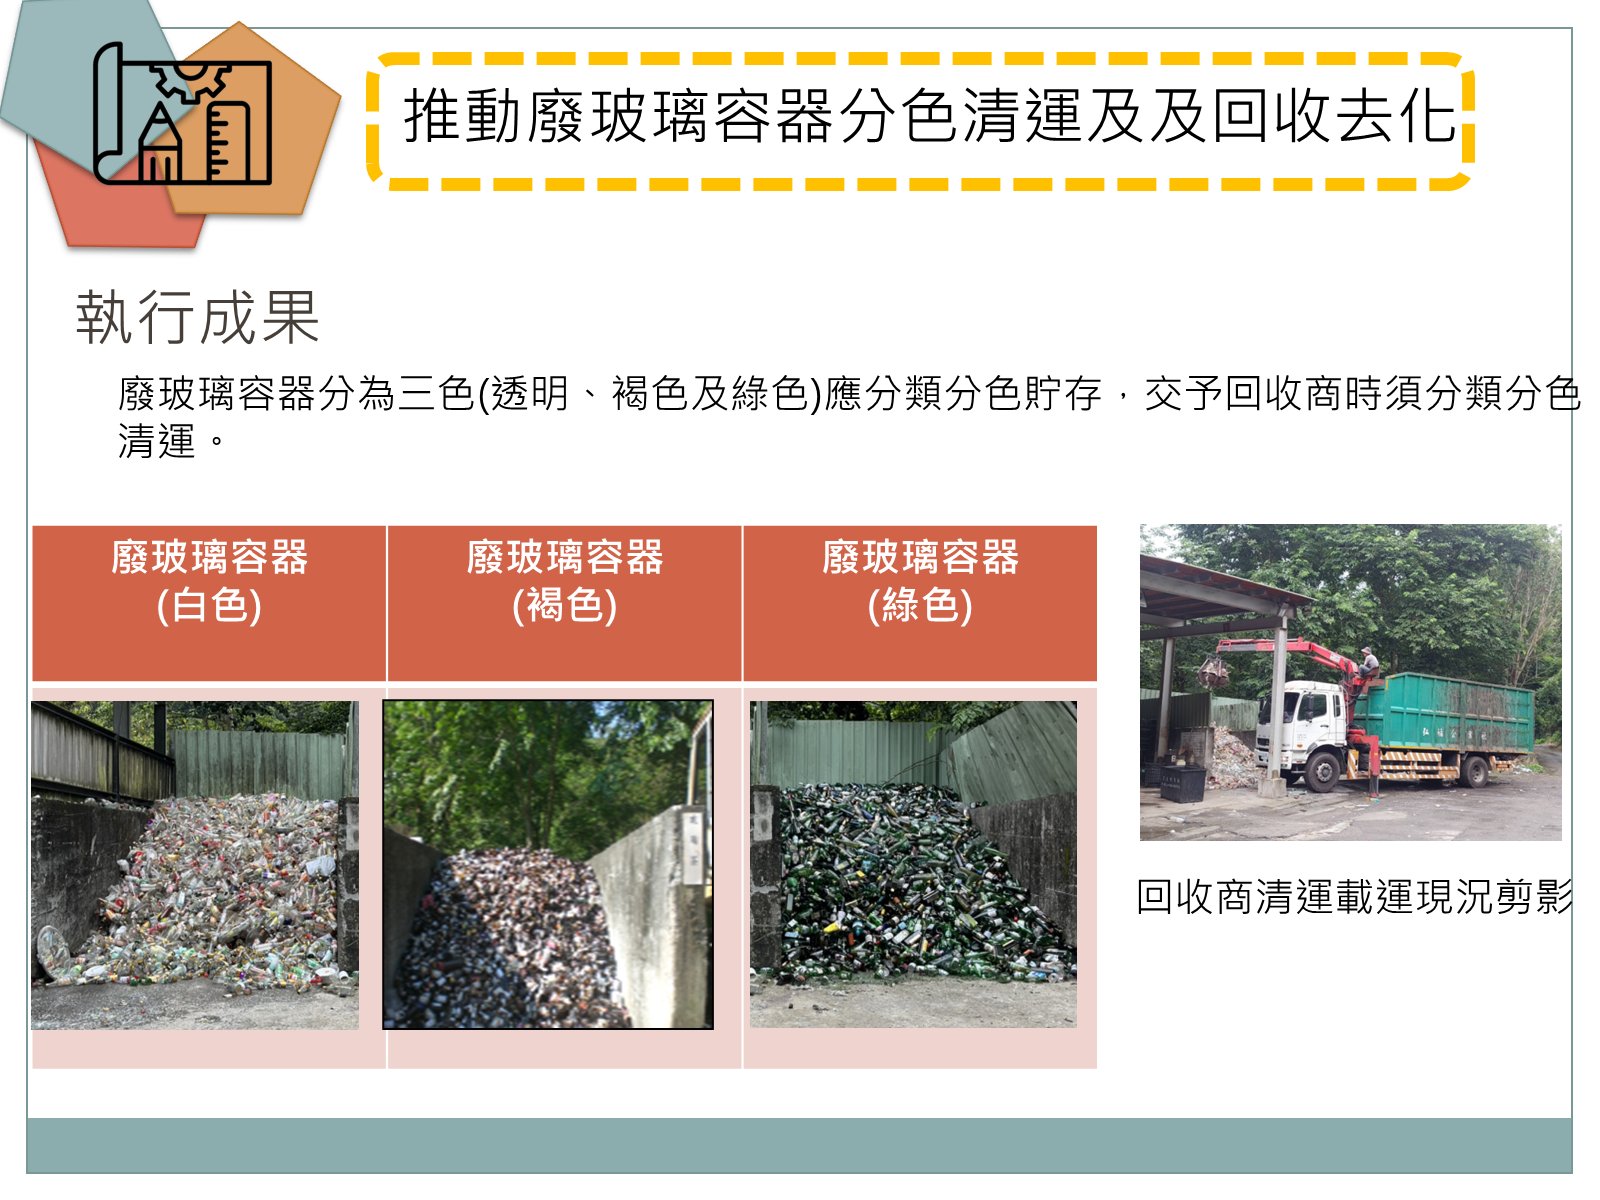 推動廢玻璃容器分色清運及及回收去化
執行成果
廢玻璃容器分為三色(透明、褐色及綠色)應分類分色貯存，交予回收商時須分類分色
清運。
廢玻璃容器
(白色)
廢玻璃容器
(褐色)
廢玻璃容器
(綠色)
回收商清運載運現況剪影